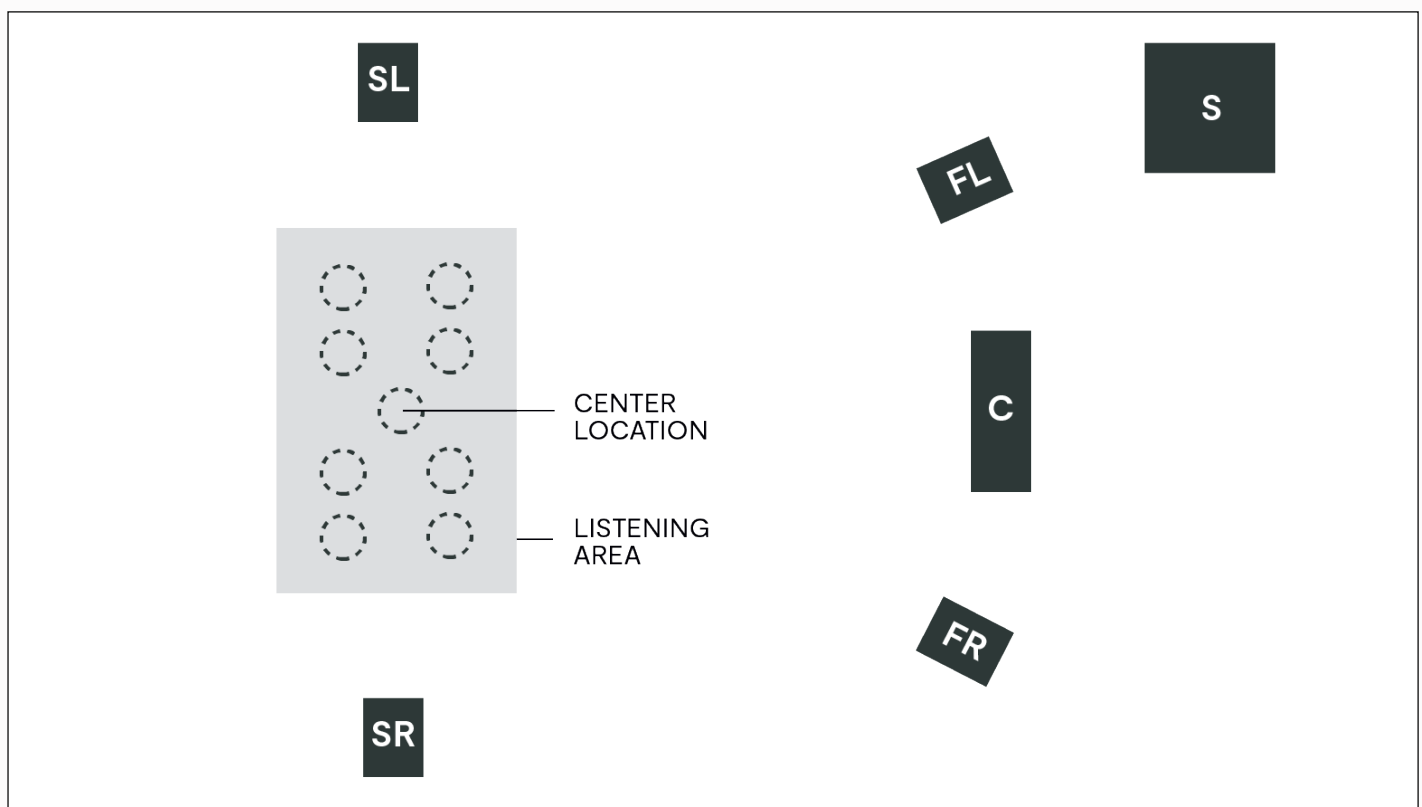 SL
S
FL
CENTER
LOCATION
C
LISTENING
AREA
FR
SR